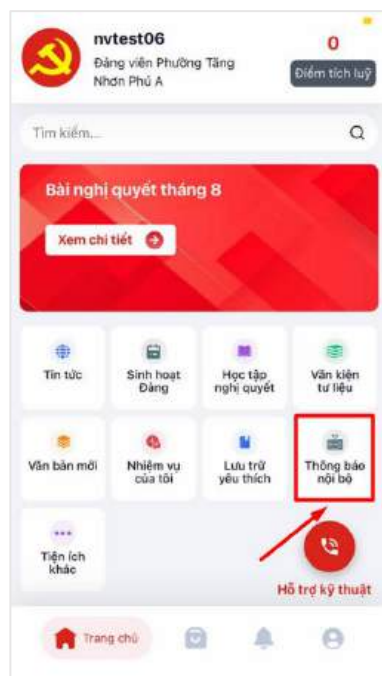 nvtest06
0
Đảng viên Phường Tăng
Nhơn Phú A
Điểm tích luỹ
Tìm kiếm...
Bài nghị quyết tháng 8
Xem chi tiết
Tin tức
Sinh hoạt
Đảng
Học tập
nghị quyết
Văn kiện
tư liệu
Văn bản mới
Nhiệm vụ
của tôi
Lưu trữ
yêu thích
Thông báo
nội bộ
Tiện ích
khác
Hỗ trợ kỹ thuật
Trang chủ